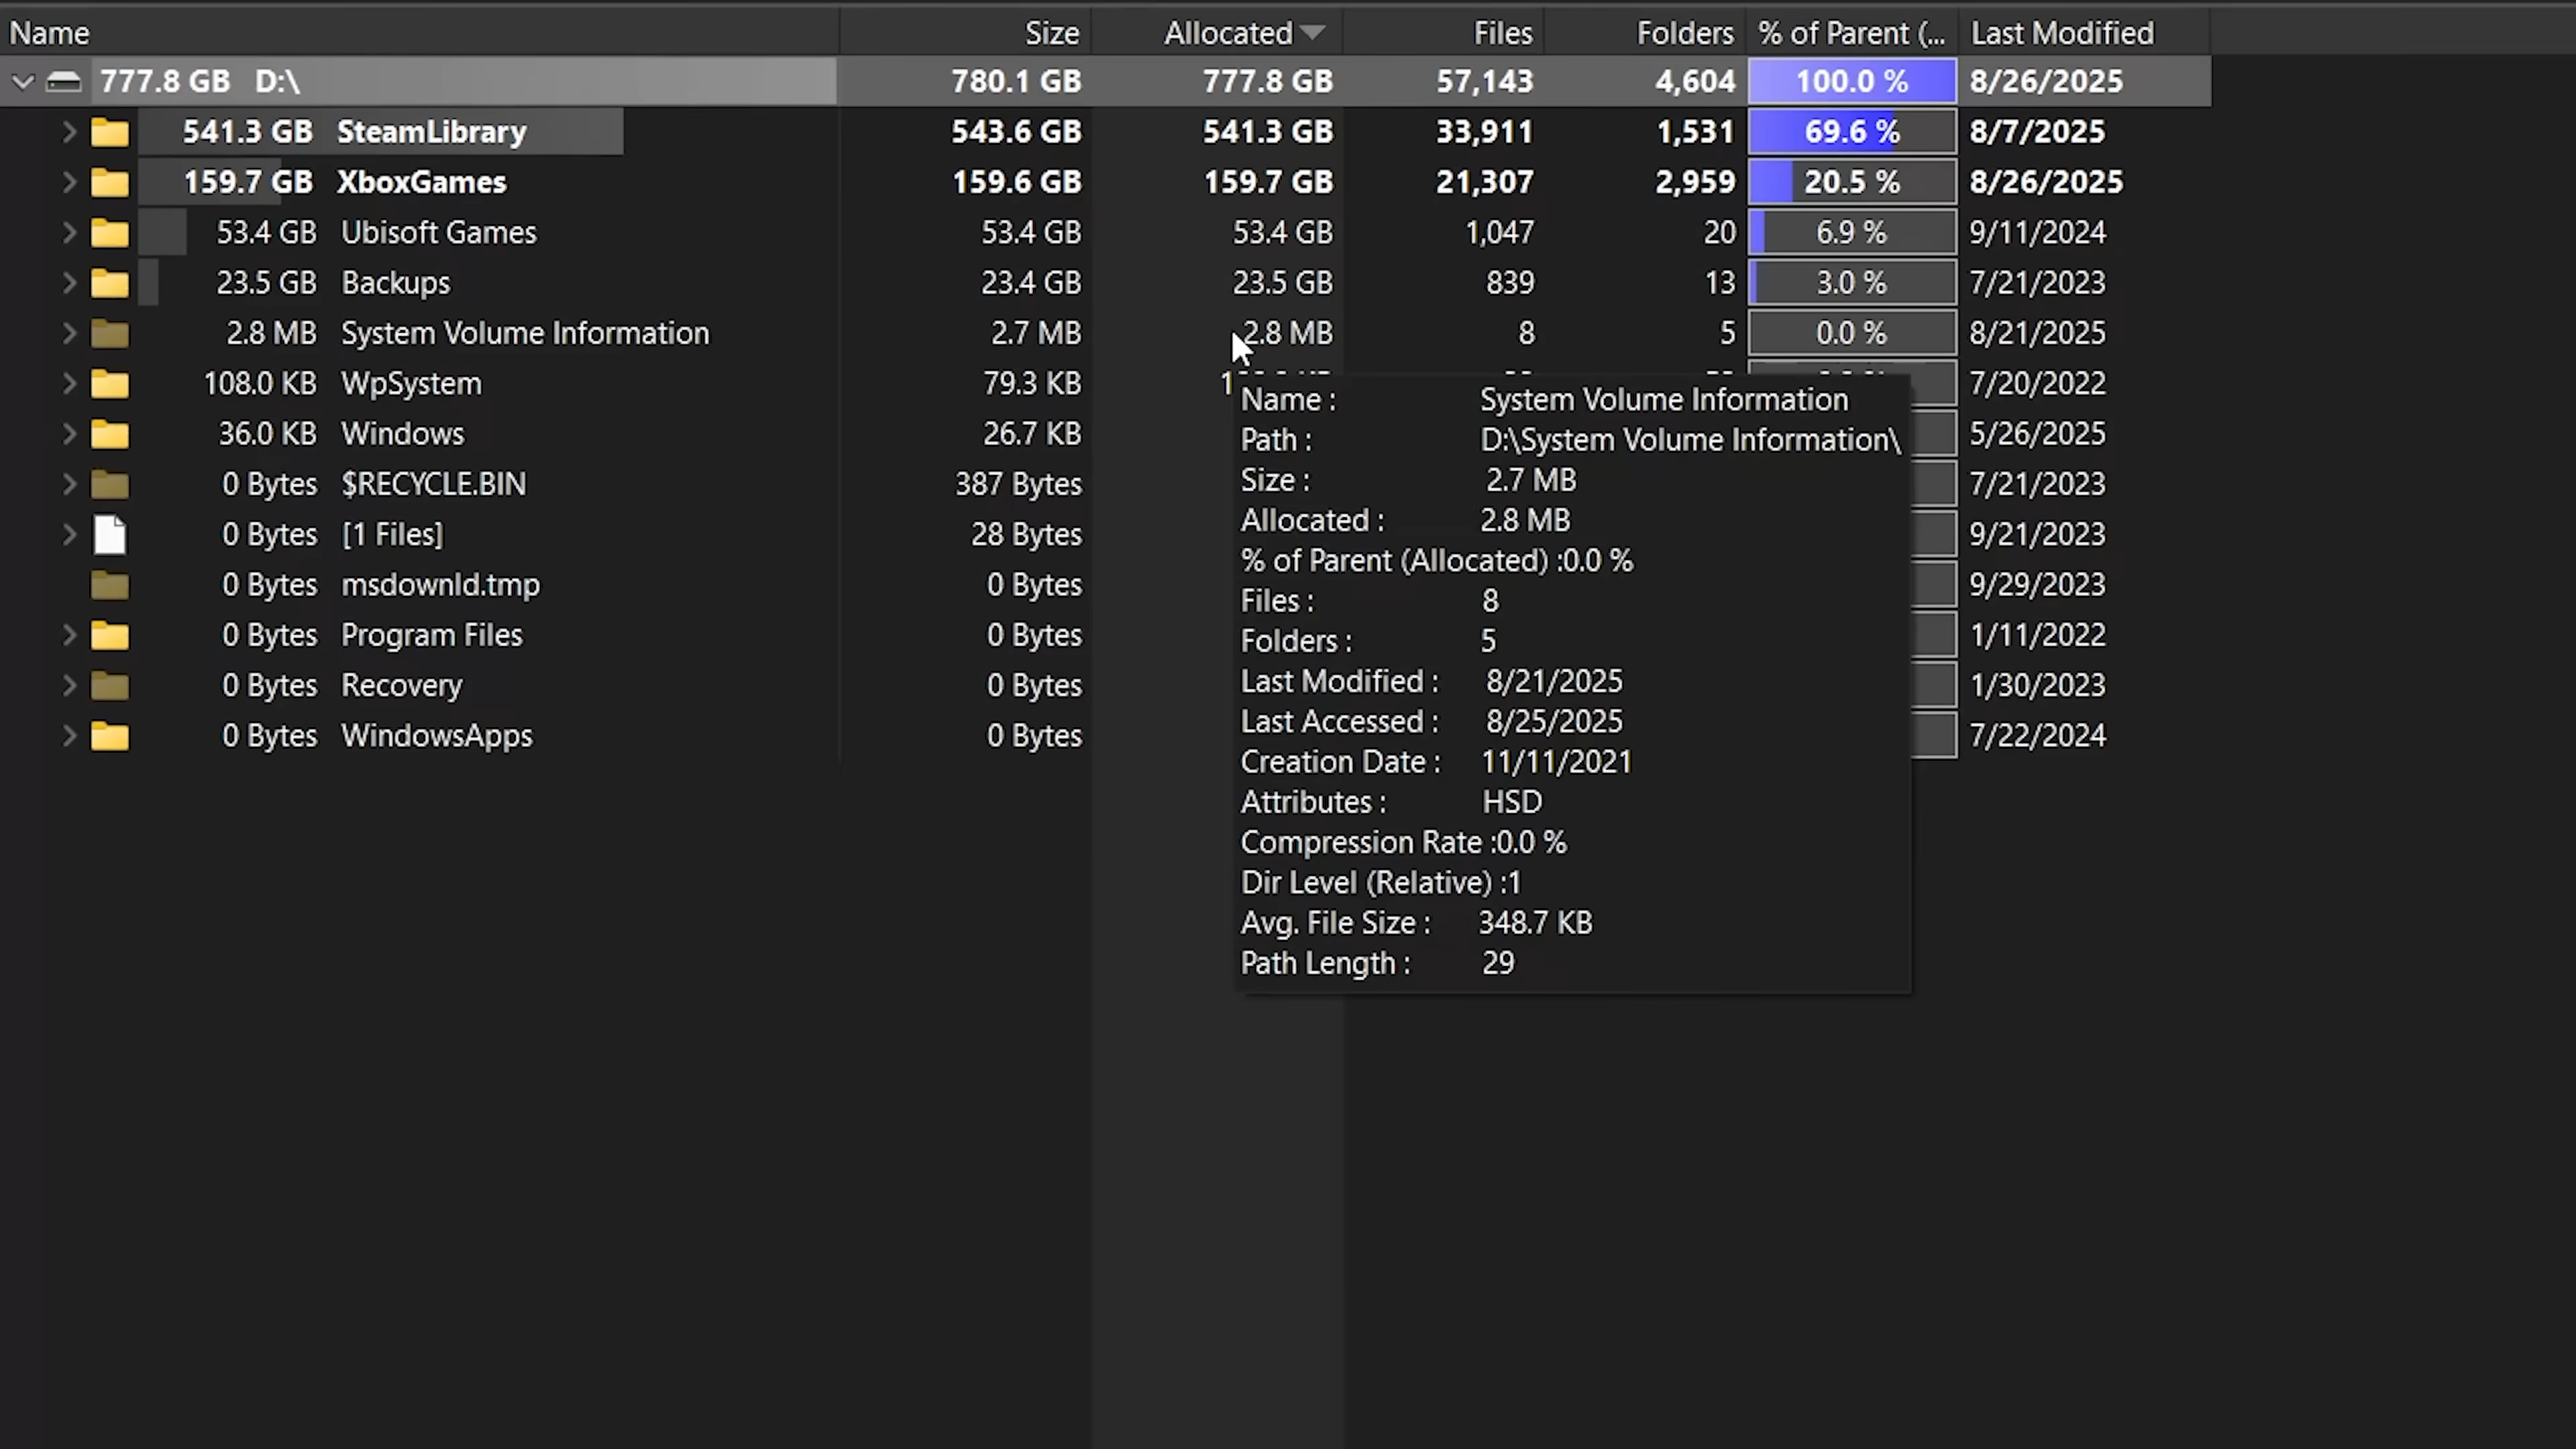 Name Size Allocated Files Folders % of Parent (... Last Modified
777.8 GB D:\ 780.1 GB 777.8 GB 57,143 4,604 100.0 % 8/26/2025
541.3 GB SteamLibrary 543.6 GB 541.3 GB 33,911 1,531 69.6 % 8/7/2025
159.7 GB XboxGames 159.6 GB 159.7 GB 21,307 2,959 20.5 % 8/26/2025
53.4 GB Ubisoft Games 53.4 GB 53.4 GB 1,047 20 6.9 % 9/11/2024
23.5 GB Backups 23.4 GB 23.5 GB 839 13 3.0 % 7/21/2023
2.8 MB System Volume Information 2.7 MB 2.8 MB 8 5 0.0 % 8/21/2025
108.0 KB WpSystem 79.3 KB 7/20/2022
36.0 KB Windows 26.7 KB 5/26/2025
0 Bytes $RECYCLE.BIN 387 Bytes 7/21/2023
0 Bytes [1 Files] 28 Bytes 9/21/2023
0 Bytes msdownld.tmp 0 Bytes 9/29/2023
0 Bytes Program Files 0 Bytes 1/11/2022
0 Bytes Recovery 0 Bytes 1/30/2023
0 Bytes WindowsApps 0 Bytes 7/22/2024
Name : System Volume Information
Path : D:\System Volume Information\
Size : 2.7 MB
Allocated : 2.8 MB
% of Parent (Allocated) :0.0 %
Files : 8
Folders : 5
Last Modified : 8/21/2025
Last Accessed : 8/25/2025
Creation Date : 11/11/2021
Attributes : HSD
Compression Rate :0.0 %
Dir Level (Relative) :1
Avg. File Size : 348.7 KB
Path Length : 29